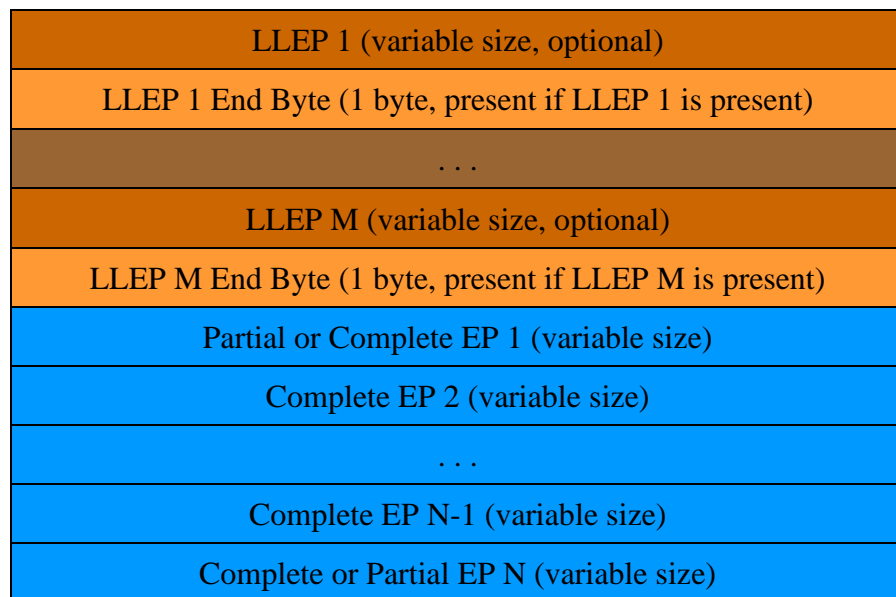 LLEP 1 (variable size, optional)
LLEP 1 End Byte (1 byte, present if LLEP 1 is present)
. . .
LLEP M (variable size, optional)
LLEP M End Byte (1 byte, present if LLEP M is present)
Partial or Complete EP 1 (variable size)
Complete EP 2 (variable size)
. . .
Complete EP N-1 (variable size)
Complete or Partial EP N (variable size)